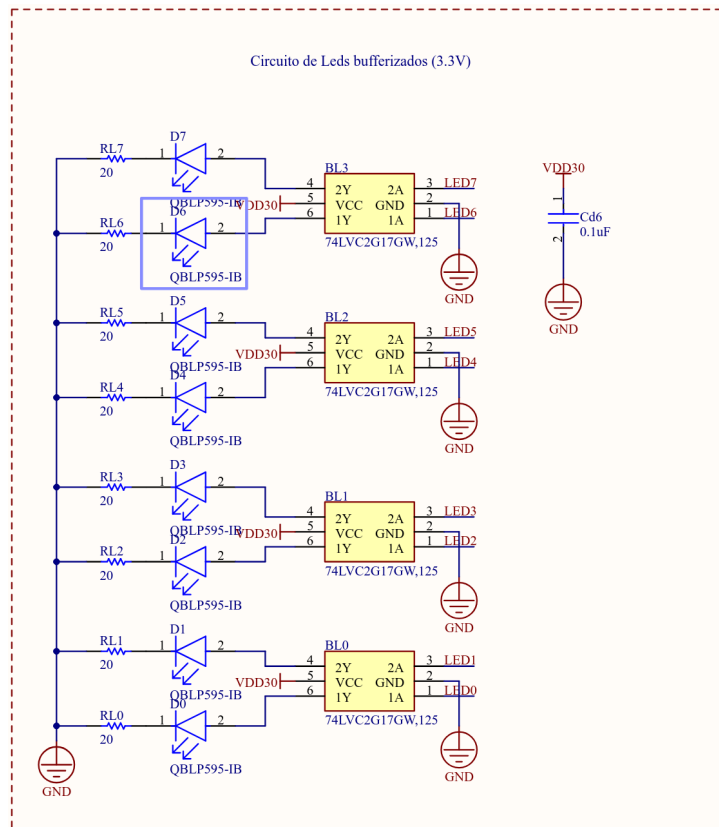 Circuito de Leds bufferizados (3.3V)
D7
RL7
1
2
20
QBLP595-IB
BL3
4
2Y
2A
3
LED7
VDD30
5
VCC
GND
2
6
1Y
1A
1
LED6
74LVC2G17GW,125
GND
D6
RL6
1
2
20
QBLP595-IB
VDD30
1
Cd6
0.1uF
2
GND
D5
RL5
1
2
20
QBLP595-IB
BL2
4
2Y
2A
3
LED5
VDD30
5
VCC
GND
2
6
1Y
1A
1
LED4
74LVC2G17GW,125
GND
D4
RL4
1
2
20
QBLP595-IB
D3
RL3
1
2
20
QBLP595-IB
BL1
4
2Y
2A
3
LED3
VDD30
5
VCC
GND
2
6
1Y
1A
1
LED2
74LVC2G17GW,125
GND
D2
RL2
1
2
20
QBLP595-IB
D1
RL1
1
2
20
QBLP595-IB
BL0
4
2Y
2A
3
LED1
VDD30
5
VCC
GND
2
6
1Y
1A
1
LED0
74LVC2G17GW,125
GND
D0
RL0
1
2
20
QBLP595-IB
GND